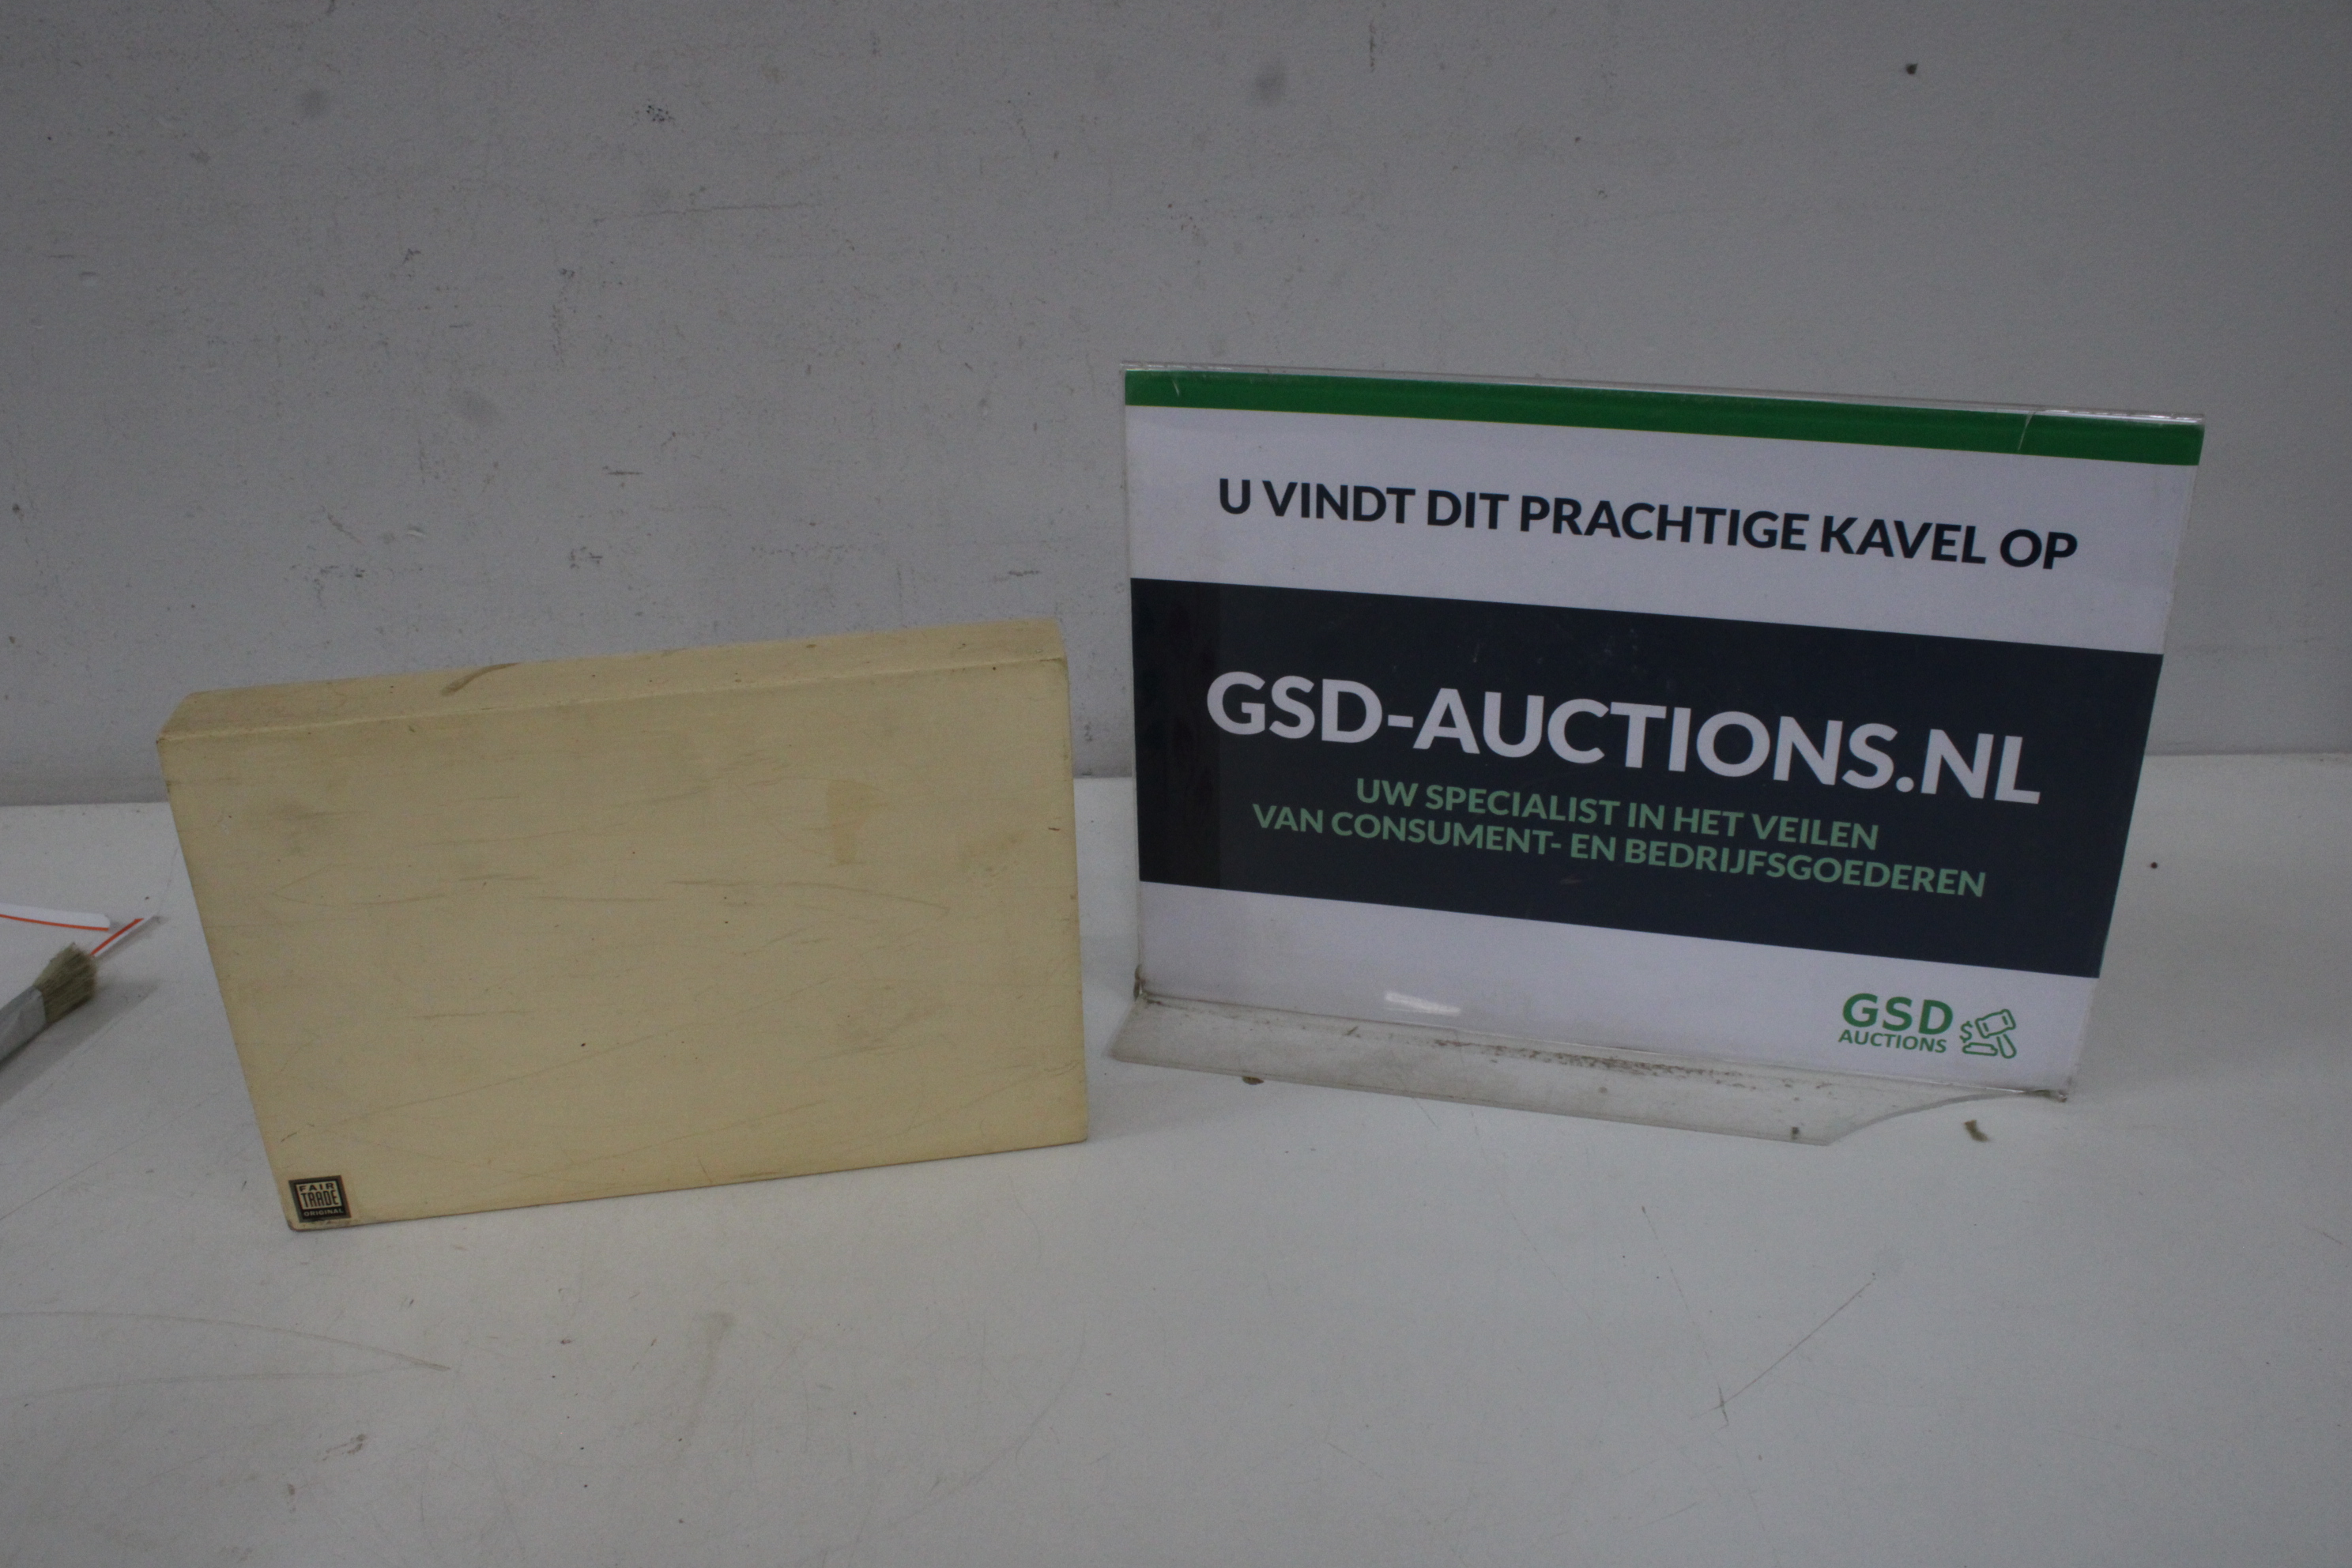 U VINDT DIT PRACHTIGE KAVEL OP
GSD-AUCTIONS.NL
UW SPECIALIST IN HET VEILEN
VAN CONSUMENT- EN BEDRIJFSGOEDEREN
GSD
AUCTIONS
FAIR
TRADE
ORIGINAL